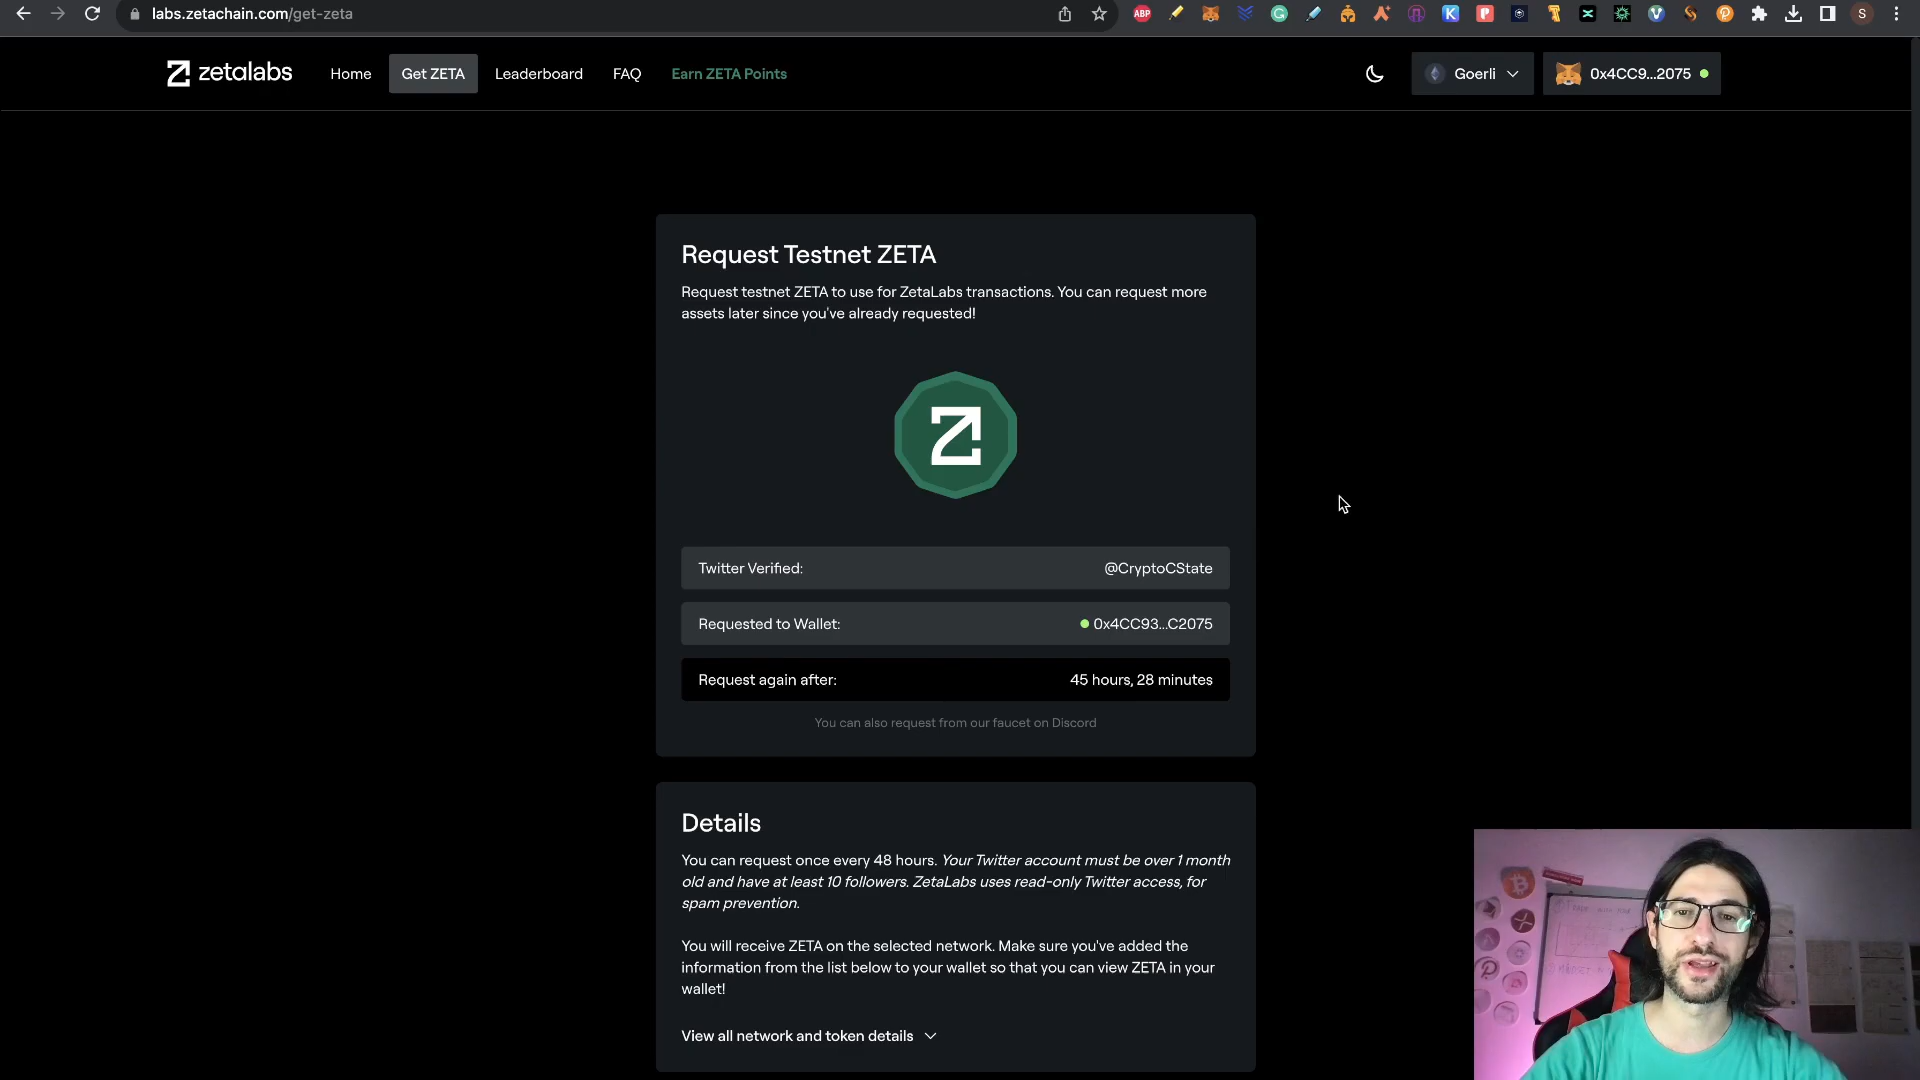 labs.zetachain.com/get-zeta
ABP
S
zetalabs
Home
Get ZETA
Leaderboard
FAQ
Earn ZETA Points
Goerli
0x4CC9...2075
Request Testnet ZETA
Request testnet ZETA to use for ZetaLabs transactions. You can request more
assets later since you've already requested!
Twitter Verified:
@CryptoCState
Requested to Wallet:
0x4CC93...C2075
Request again after:
45 hours, 28 minutes
You can also request from our faucet on Discord
Details
You can request once every 48 hours. Your Twitter account must be over 1 month
old and have at least 10 followers. ZetaLabs uses read-only Twitter access, for
spam prevention.
You will receive ZETA on the selected network. Make sure you've added the
information from the list below to your wallet so that you can view ZETA in your
wallet!
View all network and token details